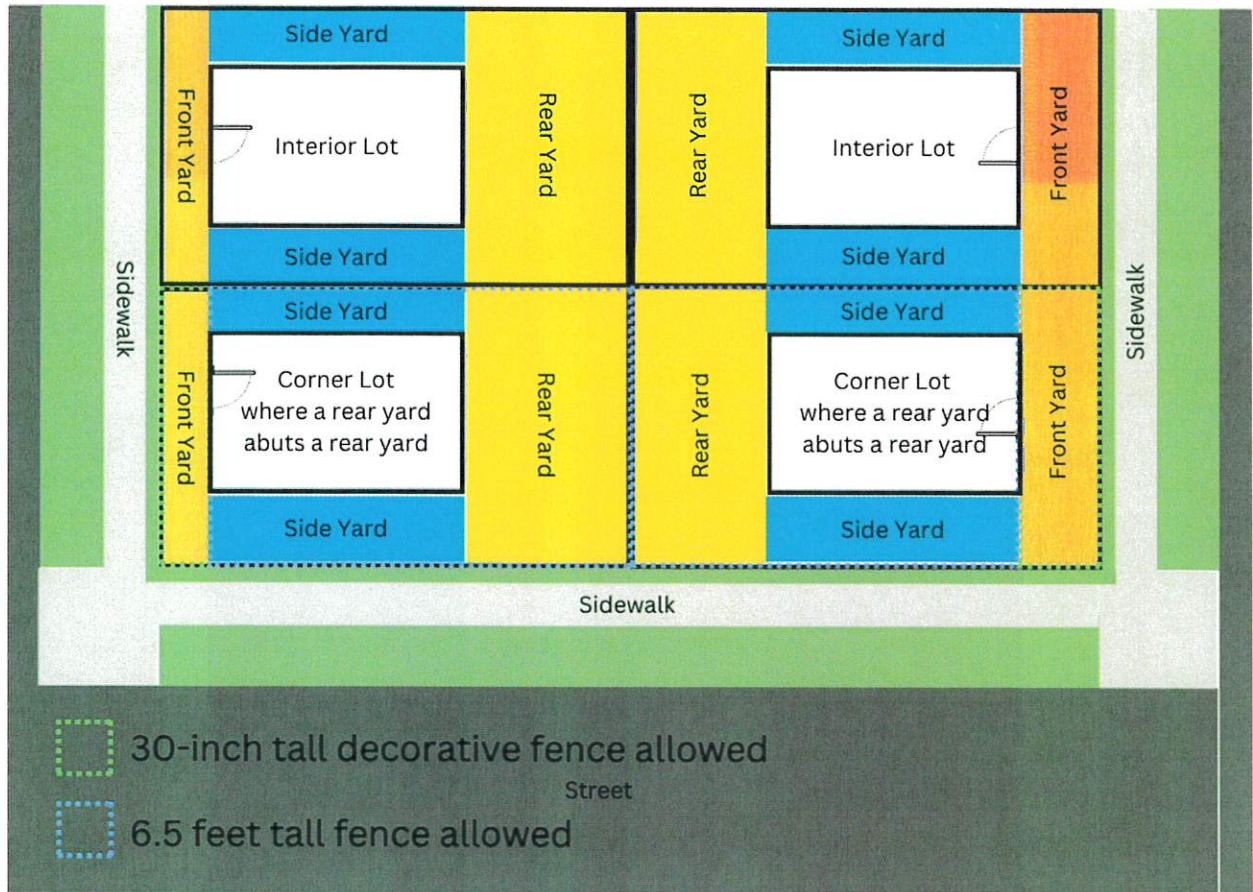 Side Yard
Side Yard
Front Yard
Interior Lot
Rear Yard
Rear Yard
Interior Lot
Front Yard
Side Yard
Side Yard
Sidewalk
Sidewalk
Side Yard
Side Yard
Front Yard
Corner Lot
where a rear yard
abuts a rear yard
Rear Yard
Rear Yard
Corner Lot
where a rear yard
abuts a rear yard
Front Yard
Side Yard
Side Yard
Sidewalk
30-inch tall decorative fence allowed
Street
6.5 feet tall fence allowed